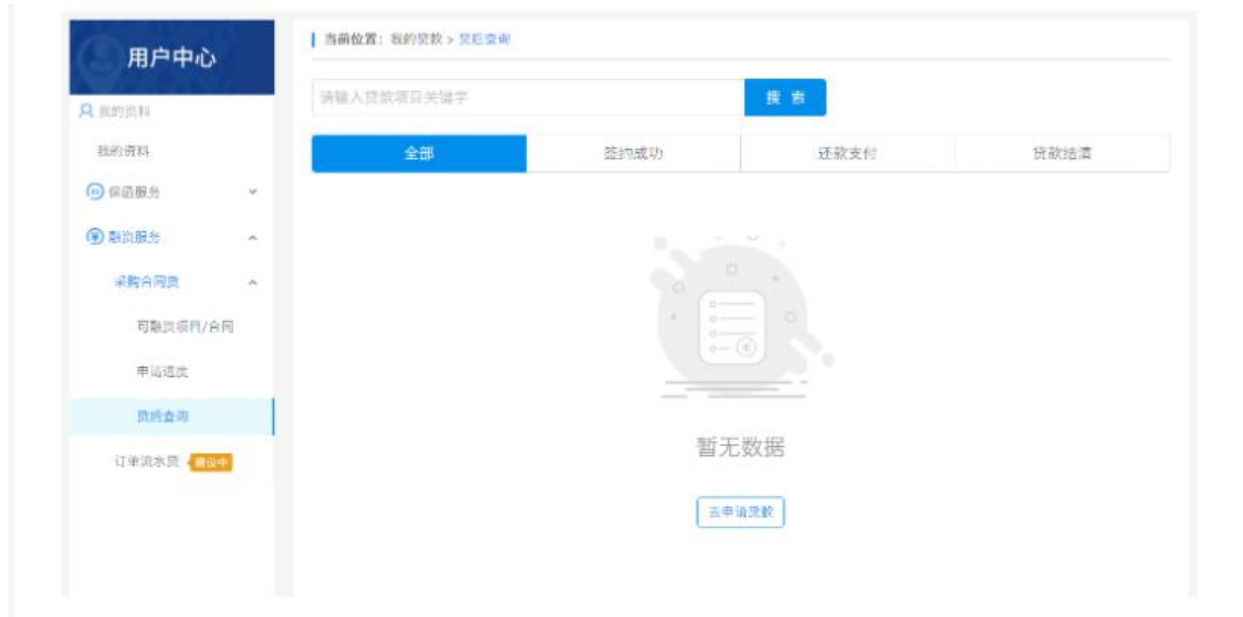 用户中心
我的资料
我的资料
保函服务
融资服务
采购合同贷
可融资项目/合同
申请进度
贷后查询
订单流水贷 建设中
当前位置：我的贷款 > 贷后查询
请输入贷款项目关键字
搜 索
全部 签约成功 还款支付 贷款结清
暂无数据
去申请贷款